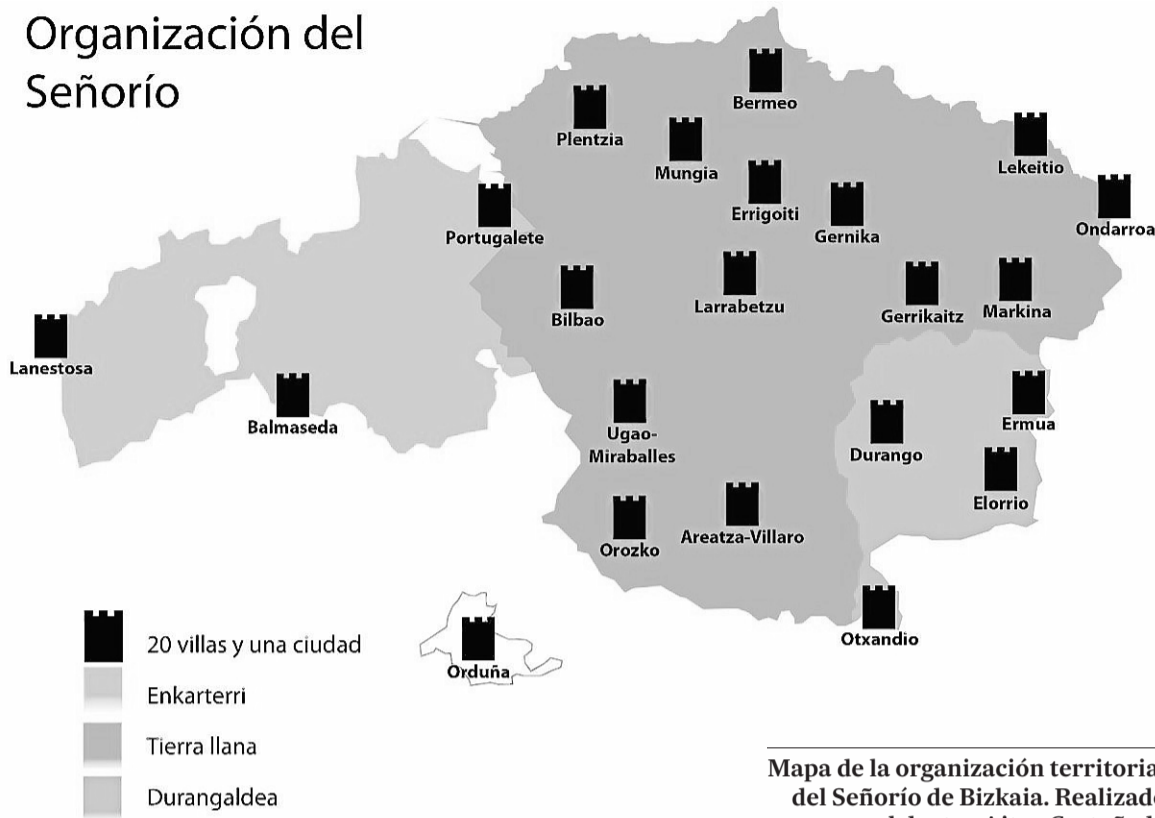 Organización del
Señorío
Bermeo
Plentzia
Mungia
Lekeitio
Errigoiti
Gernika
Ondarroa
Portugalete
Larrabetzu
Bilbao
Gerrikaitz
Markina
Lanestosa
Balmaseda
Ugao-
Miraballes
Durango
Ermua
Elorrio
Orozko
Areatza-Villaro
Otxandio
Orduña
20 villas y una ciudad
Enkarterri
Tierra llana
Durangaldea
Mapa de la organización territoria
del Señorío de Bizkaia. Realizad